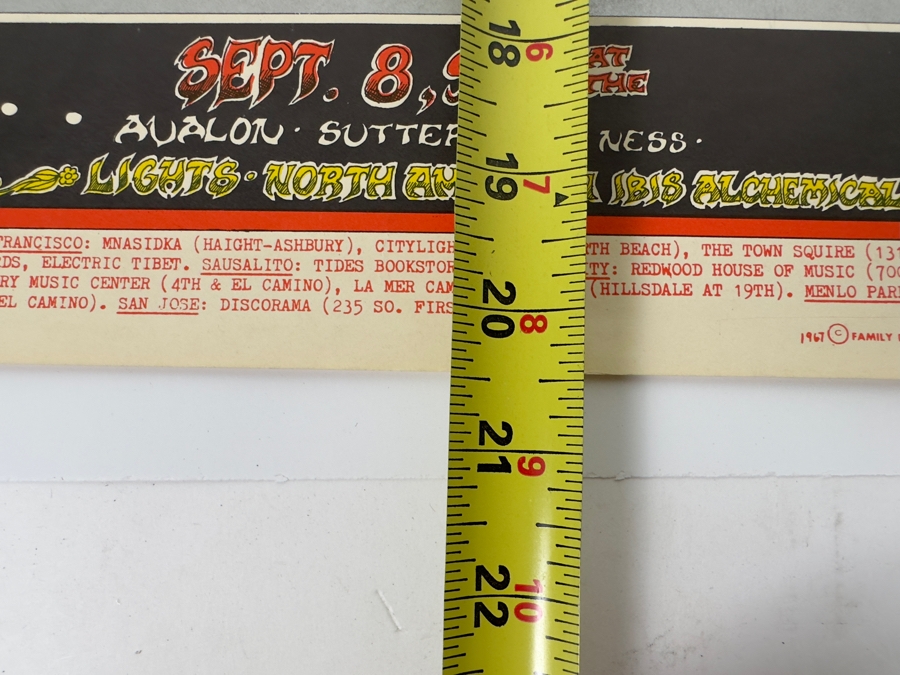 SEPT. 8, AT
THE
AVALON · SUTTER NESS ·
LIGHTS · NORTH AM IBIS ALCHEMICAL
FRANCISCO: MNASIDKA (HAIGHT-ASHBURY), CITYLIGH TH BEACH), THE TOWN SQUIRE (131
RDS, ELECTRIC TIBET. SAUSALITO: TIDES BOOKSTOR TY: REDWOOD HOUSE OF MUSIC (700
RY MUSIC CENTER (4TH & EL CAMINO), LA MER CAM (HILLSDALE AT 19TH). MENLO PAR
EL CAMINO). SAN JOSE: DISCORAMA (235 SO. FIRS
1967 © FAMILY
18 6
19 7
20 8
21 9
22 10